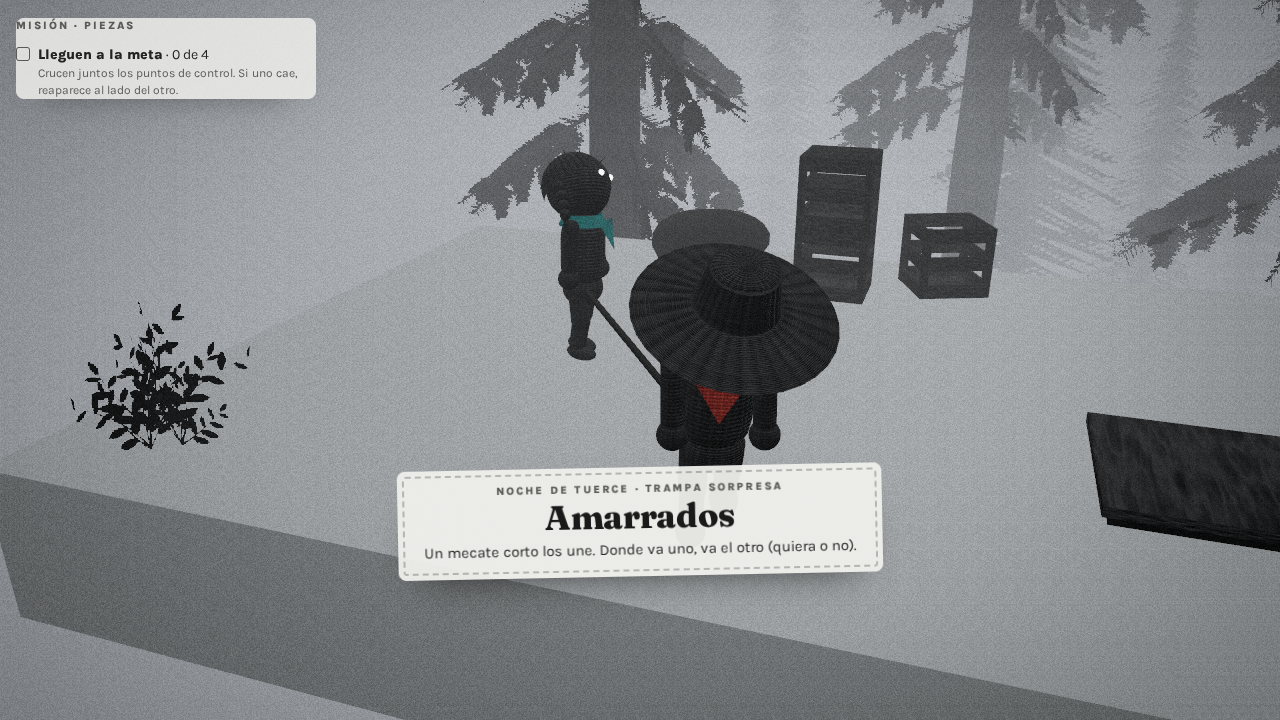 MISIÓN · PIEZAS
Lleguen a la meta · 0 de 4
Crucen juntos los puntos de control. Si uno cae,
reaparece al lado del otro.
NOCHE DE TUERCE · TRAMPA SORPRESA
Amarrados
Un mecate corto los une. Donde va uno, va el otro (quiera o no).